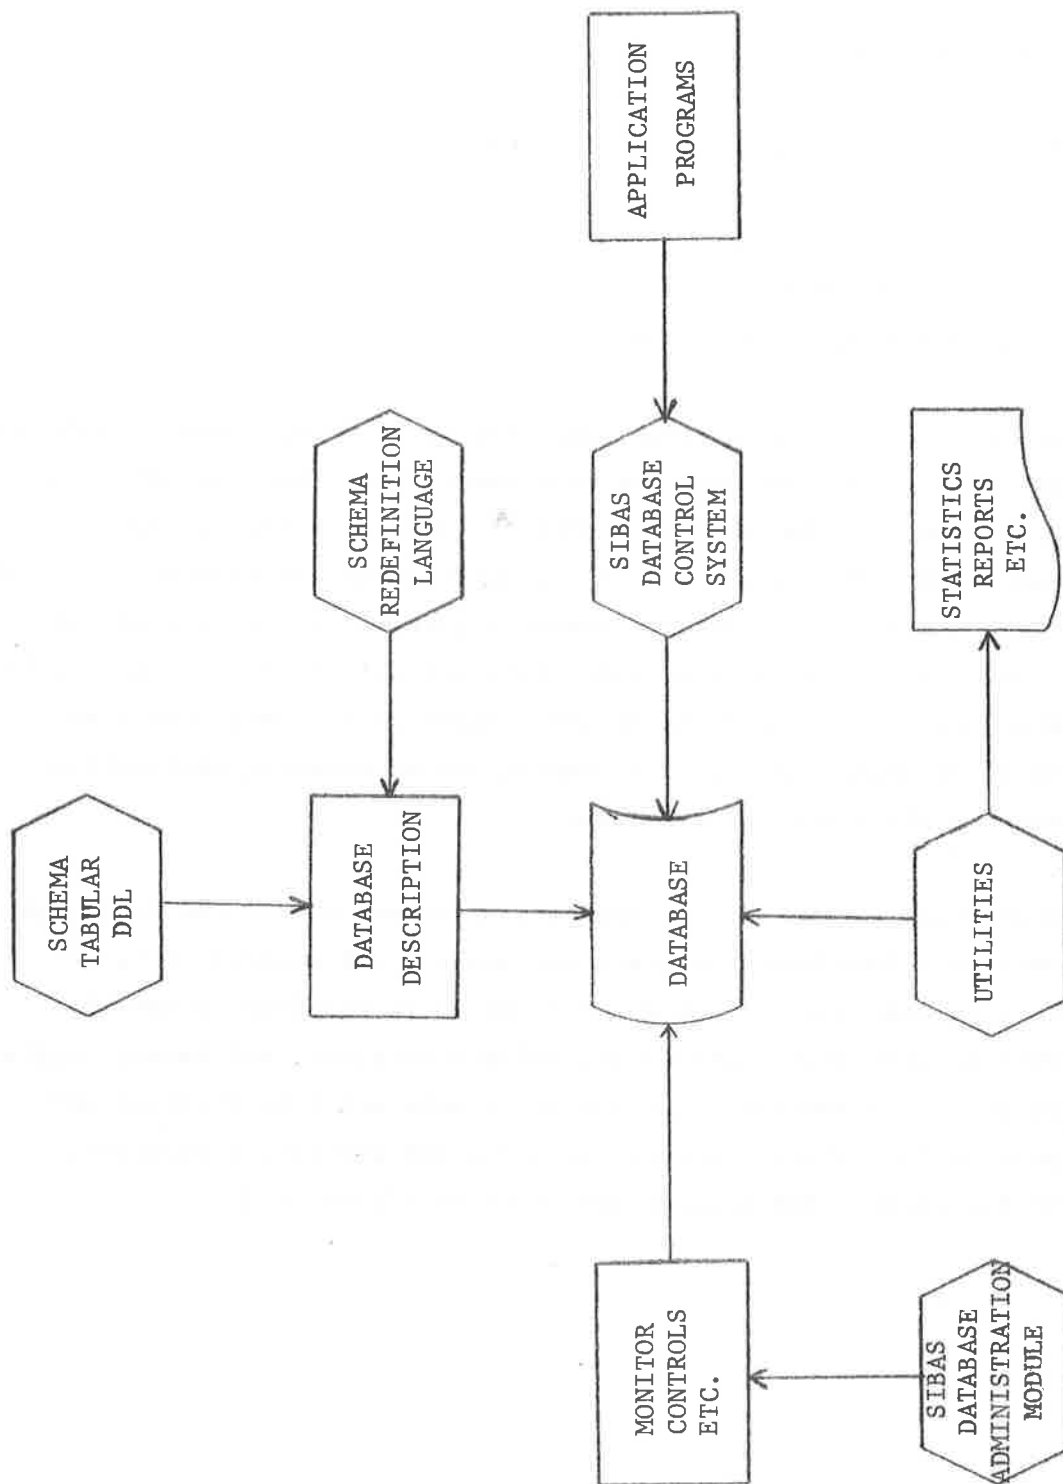 SCHEMA
TABULAR
DDL
DATABASE
DESCRIPTION
SCHEMA
REDEFINITION
LANGUAGE
MONITOR
CONTROLS
ETC.
DATABASE
SIBAS
DATABASE
CONTROL
SYSTEM
APPLICATION
PROGRAMS
SIBAS
DATABASE
ADMINISTRATION
MODULE
UTILITIES
STATISTICS
REPORTS
ETC.